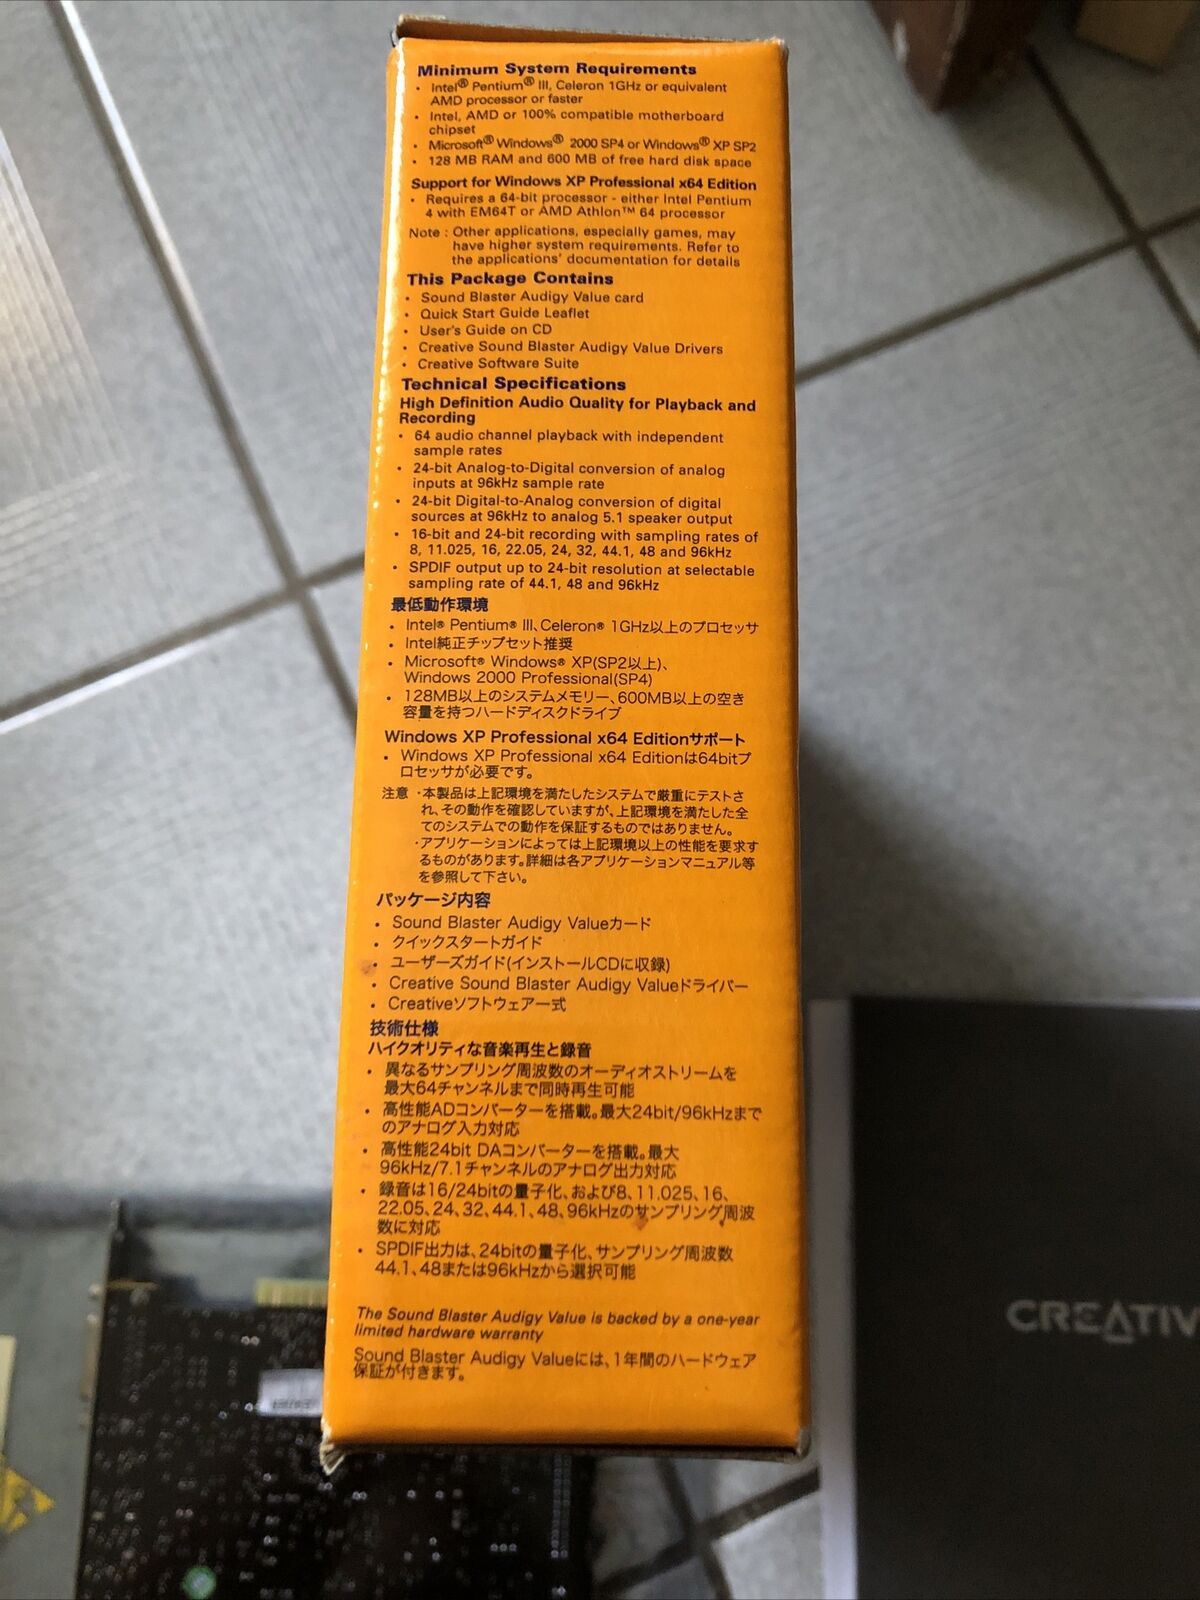 Minimum System Requirements
• Intel® Pentium® III, Celeron 1GHz or equivalent
AMD processor or faster
• Intel, AMD or 100% compatible motherboard
chipset
• Microsoft® Windows® 2000 SP4 or Windows® XP SP2
• 128 MB RAM and 600 MB of free hard disk space
Support for Windows XP Professional x64 Edition
• Requires a 64-bit processor - either Intel Pentium
4 with EM64T or AMD Athlon™ 64 processor
Note : Other applications, especially games, may
have higher system requirements. Refer to
the applications' documentation for details
This Package Contains
• Sound Blaster Audigy Value card
• Quick Start Guide Leaflet
• User's Guide on CD
• Creative Sound Blaster Audigy Value Drivers
• Creative Software Suite
Technical Specifications
High Definition Audio Quality for Playback and
Recording
• 64 audio channel playback with independent
sample rates
• 24-bit Analog-to-Digital conversion of analog
inputs at 96kHz sample rate
• 24-bit Digital-to-Analog conversion of digital
sources at 96kHz to analog 5.1 speaker output
• 16-bit and 24-bit recording with sampling rates of
8, 11.025, 16, 22.05, 24, 32, 44.1, 48 and 96kHz
• SPDIF output up to 24-bit resolution at selectable
sampling rate of 44.1, 48 and 96kHz
最低動作環境
• Intel® Pentium® III、Celeron® 1GHz以上のプロセッサ
• Intel純正チップセット推奨
• Microsoft® Windows® XP(SP2以上)、
Windows 2000 Professional(SP4)
• 128MB以上のシステムメモリー、600MB以上の空き
容量を持つハードディスクドライブ
Windows XP Professional x64 Editionサポート
• Windows XP Professional x64 Editionは64bitプ
ロセッサが必要です。
注意 ・本製品は上記環境を満たしたシステムで厳重にテストさ
れ、その動作を確認していますが、上記環境を満たした全
てのシステムでの動作を保証するものではありません。
・アプリケーションによっては上記環境以上の性能を要求す
るものがあります。詳細は各アプリケーションマニュアル等
を参照して下さい。
パッケージ内容
• Sound Blaster Audigy Valueカード
• クイックスタートガイド
• ユーザーズガイド(インストールCDに収録)
• Creative Sound Blaster Audigy Valueドライバー
• Creativeソフトウェア一式
技術仕様
ハイクオリティな音楽再生と録音
• 異なるサンプリング周波数のオーディオストリームを
最大64チャンネルまで同時再生可能
• 高性能ADコンバーターを搭載。最大24bit/96kHzまで
のアナログ入力対応
• 高性能24bit DAコンバーターを搭載。最大
96kHz/7.1チャンネルのアナログ出力対応
• 録音は16/24bitの量子化、および8、11.025、16、
22.05、24、32、44.1、48、96kHzのサンプリング周波
数に対応
• SPDIF出力は、24bitの量子化、サンプリング周波数
44.1、48または96kHzから選択可能
The Sound Blaster Audigy Value is backed by a one-year
limited hardware warranty
Sound Blaster Audigy Valueには、1年間のハードウェア
保証が付きます。
CREATIV